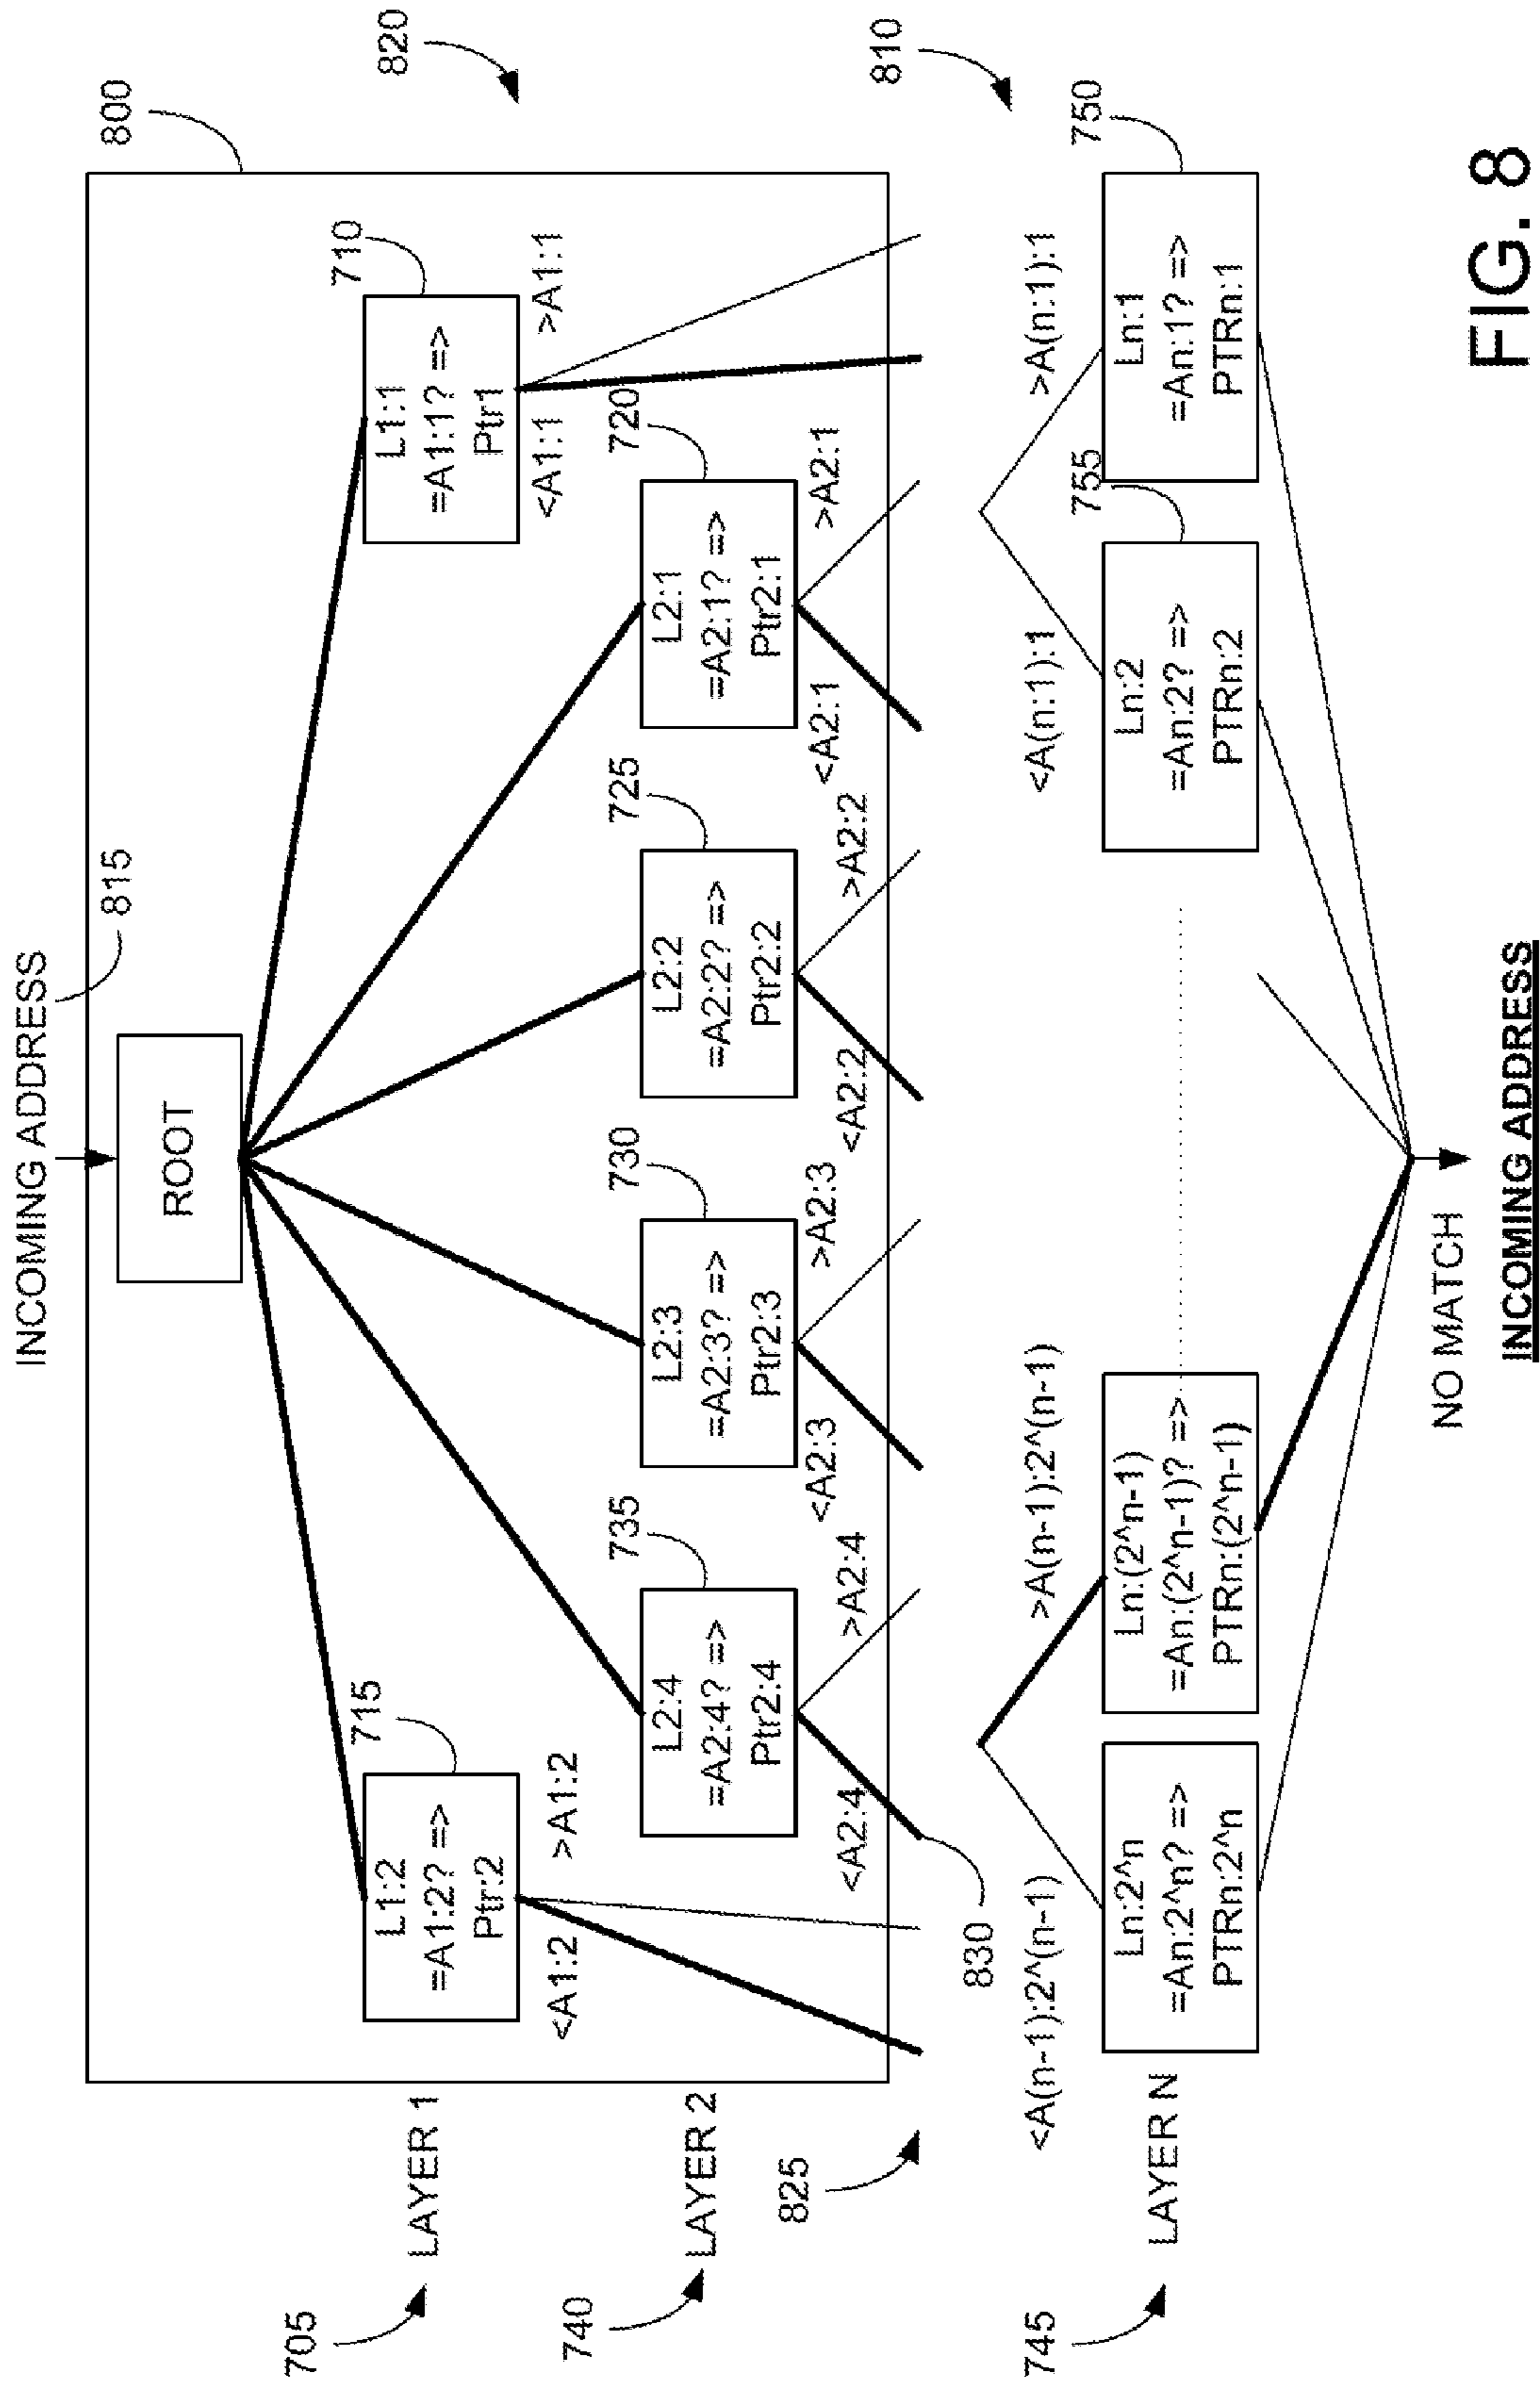 INCOMING ADDRESS
815
800
820
810
ROOT
705
LAYER 1
715
L1:2
=A1:2? =>
Ptr:2
<A1:2
>A1:2
710
L1:1
=A1:1? =>
Ptr1
<A1:1
>A1:1
740
LAYER 2
735
L2:4
=A2:4? =>
Ptr2:4
<A2:4
>A2:4
730
L2:3
=A2:3? =>
Ptr2:3
<A2:3
>A2:3
725
L2:2
=A2:2? =>
Ptr2:2
<A2:2
>A2:2
720
L2:1
=A2:1? =>
Ptr2:1
<A2:1
>A2:1
825
830
<A(n-1):2^(n-1)
>A(n-1):2^(n-1)
<A(n:1):1
>A(n:1):1
745
LAYER N
Ln:2^n
=An:2^n? =>
PTRn:2^n
Ln:(2^n-1)
=An:(2^n-1)? =>
PTRn:(2^n-1)
755
Ln:2
=An:2? =>
PTRn:2
750
Ln:1
=An:1? =>
PTRn:1
NO MATCH
INCOMING ADDRESS
FIG. 8